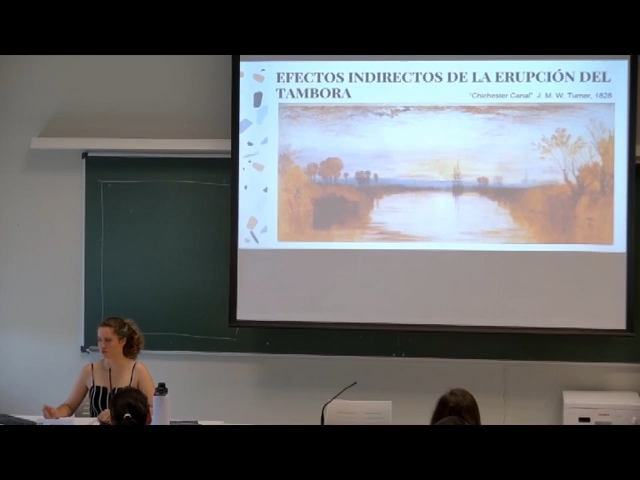 EFECTOS INDIRECTOS DE LA ERUPCIÓN DEL
TAMBORA
"Chichester Canal" J. M. W. Turner, 1828